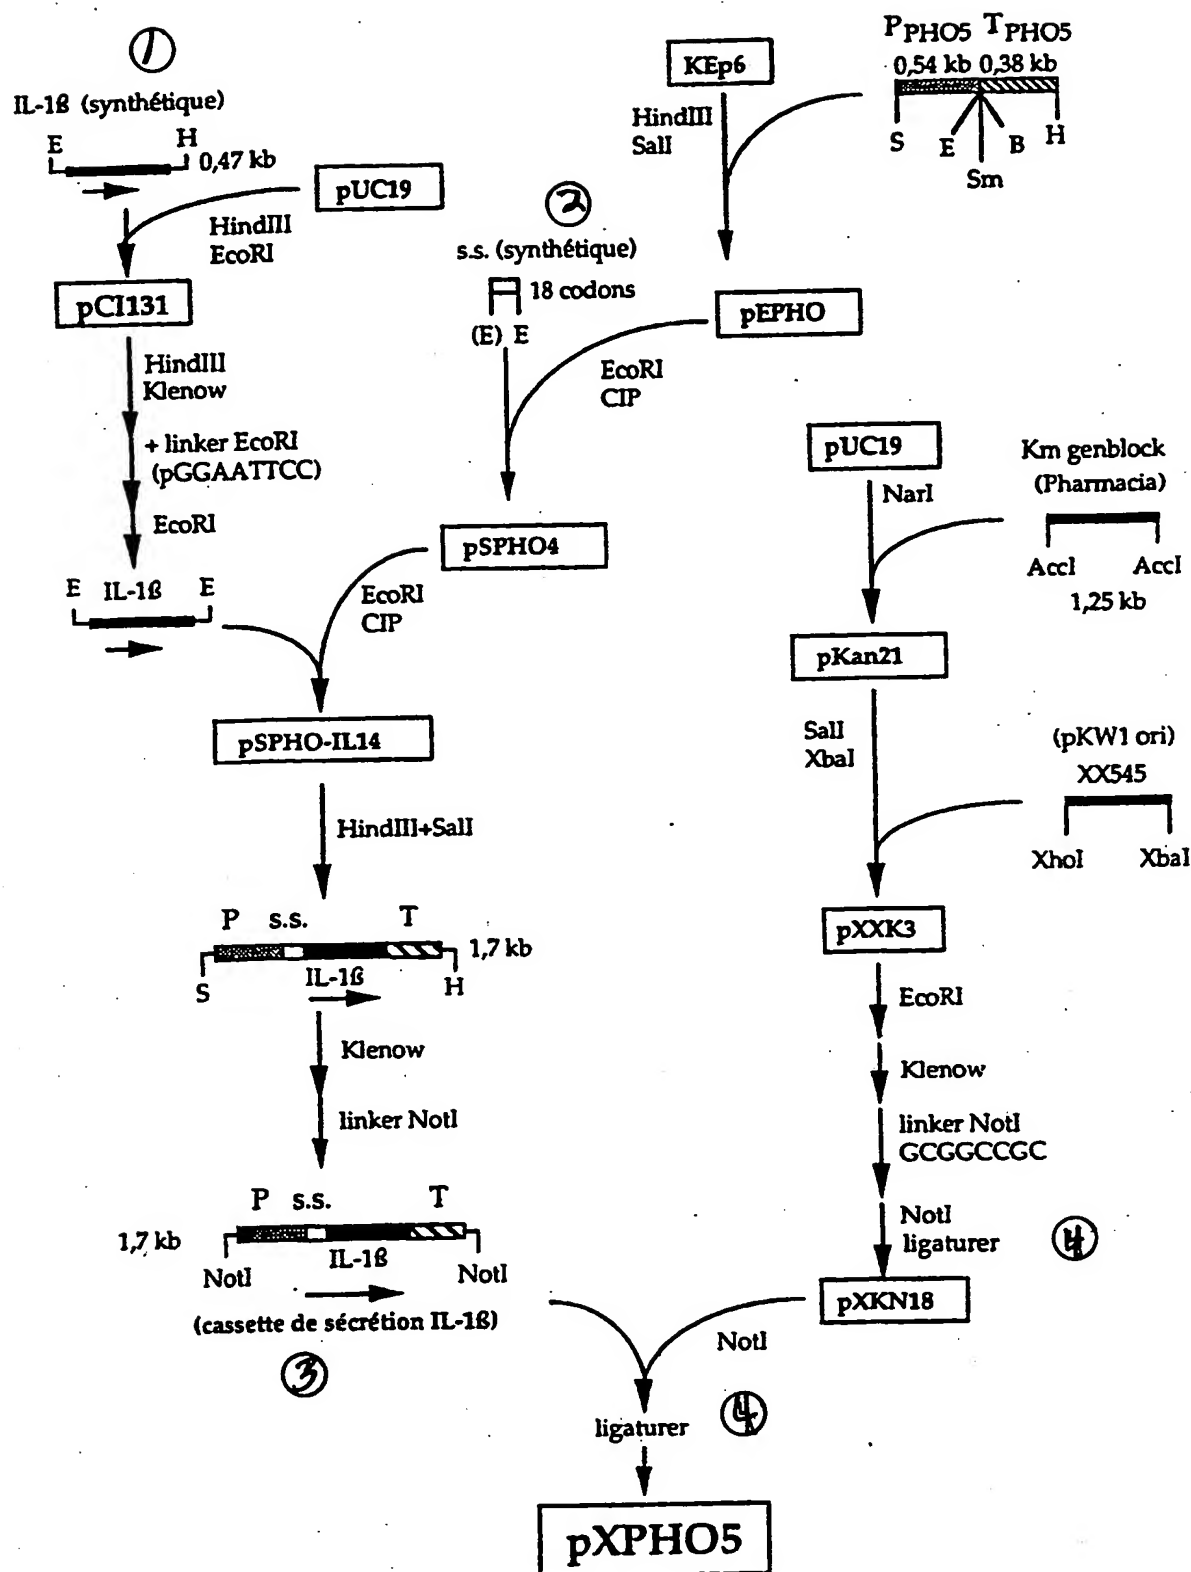 1
IL-1ß (synthétique)
E H
0,47 kb
pUC19
HindIII
EcoRI
pCI131
HindIII
Klenow
+ linker EcoRI
(pGGAATTCC)
EcoRI
E IL-1ß E
2
s.s. (synthétique)
18 codons
(E) E
KEp6
HindIII
SalI
PPHO5 TPHO5
0,54 kb 0,38 kb
S E Sm B H
pEPHO
EcoRI
CIP
pSPHO4
EcoRI
CIP
pSPHO-IL14
HindIII+SalI
P s.s. T
1,7 kb
S IL-1ß H
Klenow
linker NotI
P s.s. T
1,7 kb
NotI IL-1ß NotI
(cassette de sécrétion IL-1ß)
3
pUC19
NarI
Km genblock
(Pharmacia)
AccI AccI
1,25 kb
pKan21
SalI
XbaI
(pKW1 ori)
XX545
XhoI XbaI
pXXK3
EcoRI
Klenow
linker NotI
GCGGCCGC
NotI
ligaturer
4
pXKN18
NotI
4
ligaturer
pXPHO5